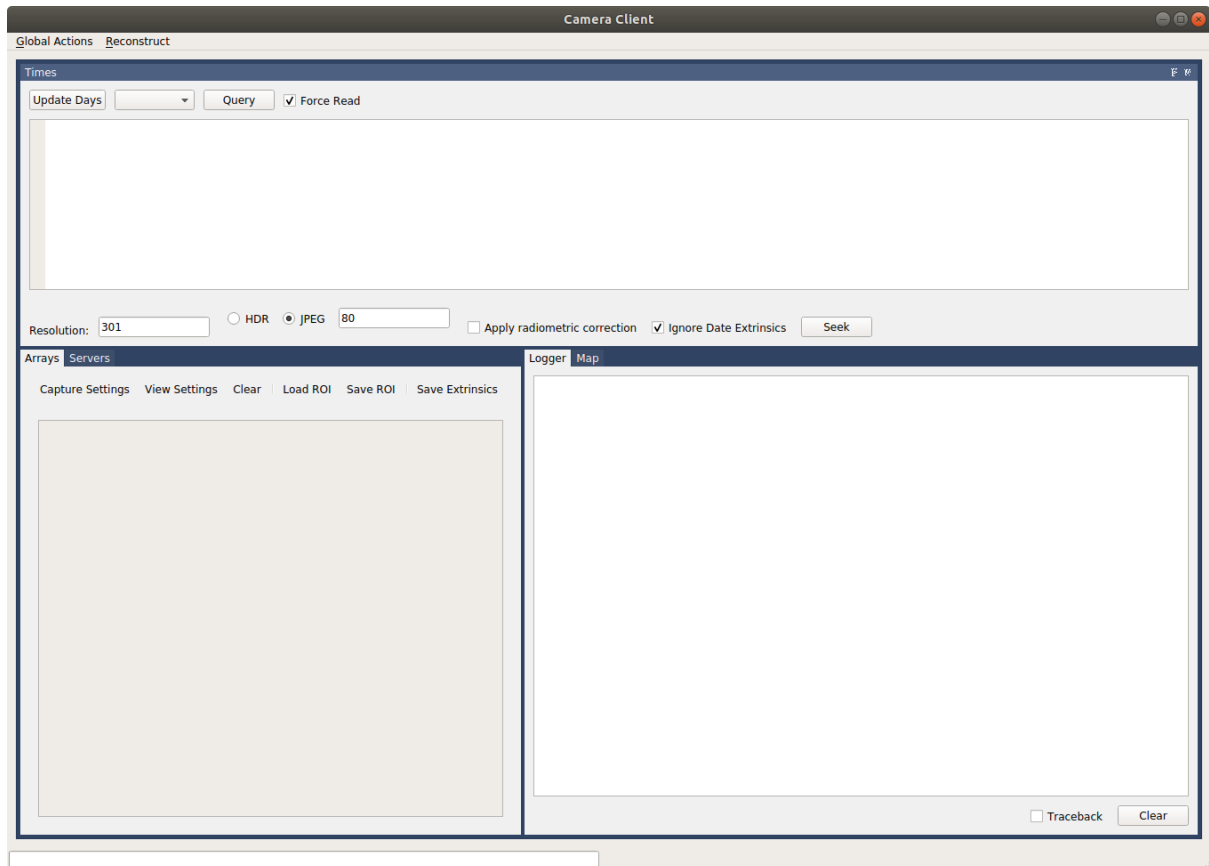 Camera Client
Global Actions Reconstruct
Times
Update Days Query Force Read
Resolution: 301 HDR JPEG 80 Apply radiometric correction Ignore Date Extrinsics Seek
Arrays Servers
Capture Settings View Settings Clear Load ROI Save ROI Save Extrinsics
Logger Map
Traceback Clear